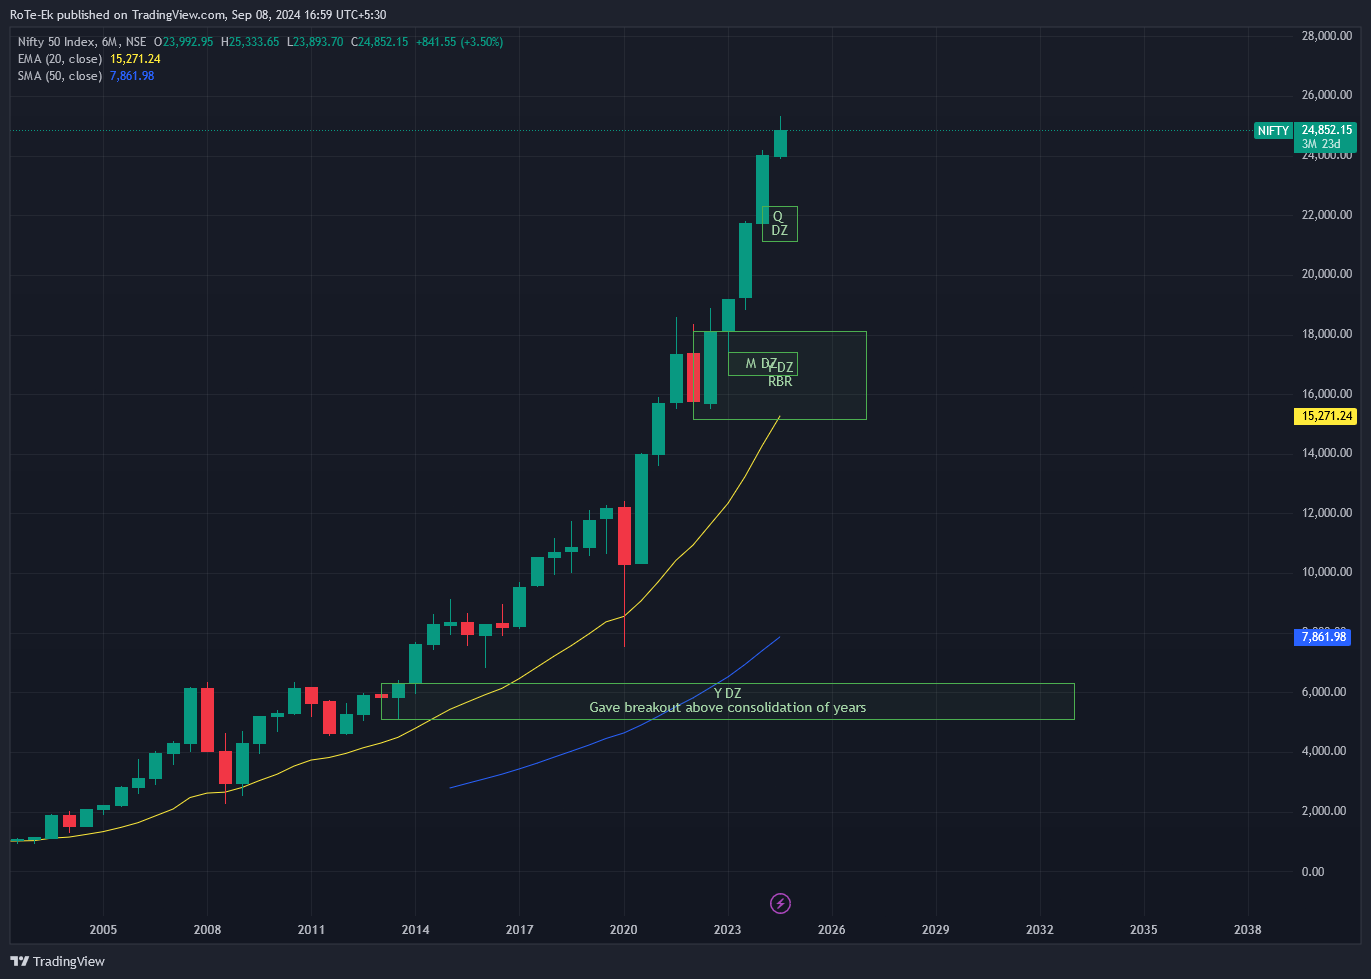 RoTe-Ek published on TradingView.com, Sep 08, 2024 16:59 UTC+5:30
Nifty 50 Index, 6M, NSE O23,992.95 H25,333.65 L23,893.70 C24,852.15 +841.55 (+3.50%)
EMA (20, close) 15,271.24
SMA (50, close) 7,861.98
28,000.00
26,000.00
NIFTY 24,852.15
3M 23d
24,000.00
22,000.00
20,000.00
18,000.00
16,000.00
15,271.24
14,000.00
12,000.00
10,000.00
8,000.00
7,861.98
6,000.00
4,000.00
2,000.00
0.00
Q
DZ
M DZ
Y DZ
RBR
Y DZ
Gave breakout above consolidation of years
2005 2008 2011 2014 2017 2020 2023 2026 2029 2032 2035 2038
TradingView